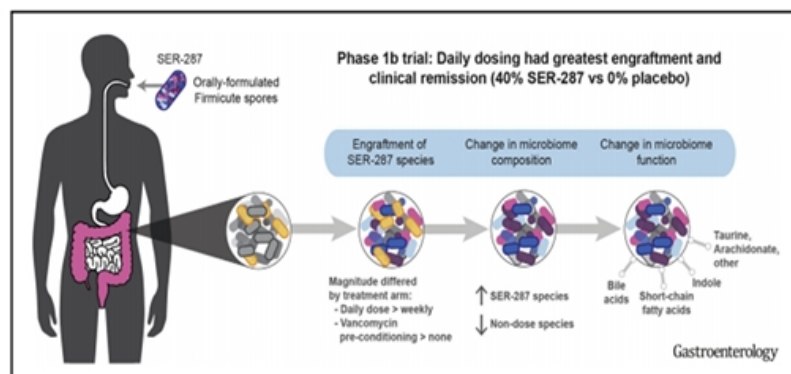 SER-287
Orally-formulated
Firmicute spores
Phase 1b trial: Daily dosing had greatest engraftment and
clinical remission (40% SER-287 vs 0% placebo)
Engraftment of
SER-287 species
Change in microbiome
composition
Change in microbiome
function
Magnitude differed
by treatment arm:
- Daily dose > weekly
- Vancomycin
pre-conditioning > none
↑ SER-287 species
↓ Non-dose species
Taurine,
Arachidonate,
other
Indole
Short-chain
fatty acids
Bile
acids
Gastroenterology